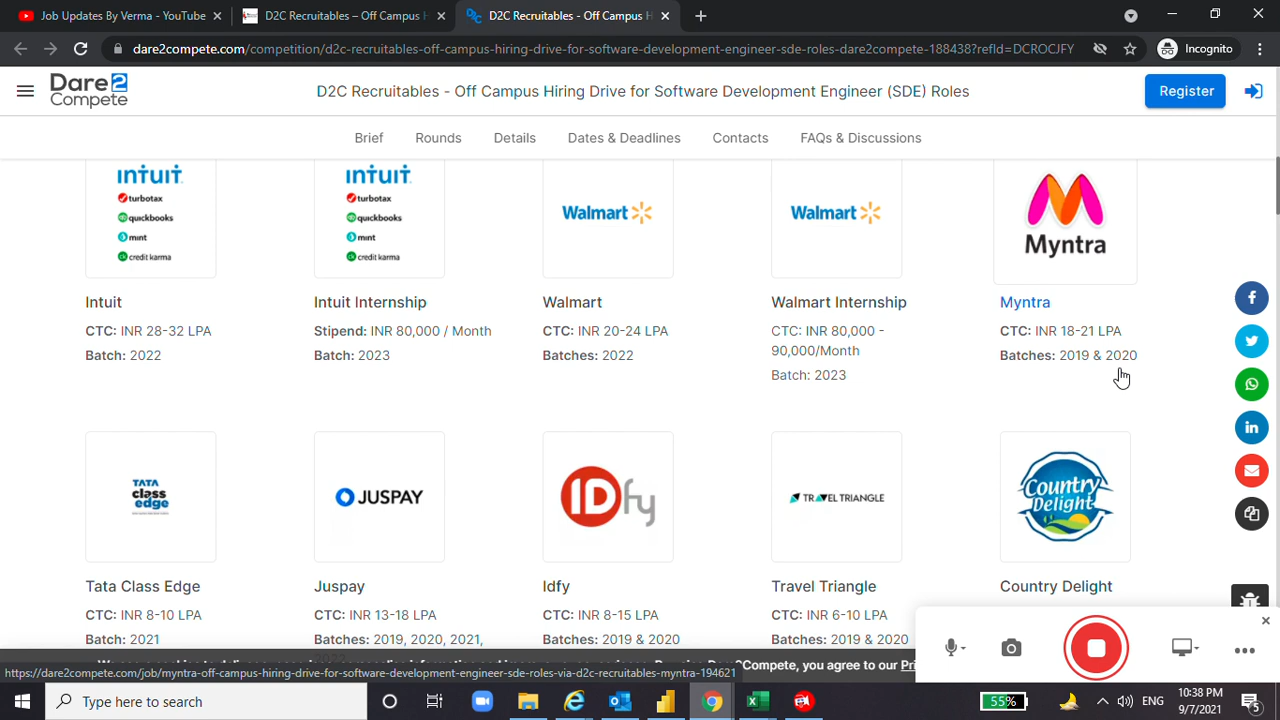 Job Updates By Verma - YouTube
D2C Recruitables – Off Campus H
D2C Recruitables - Off Campus H
dare2compete.com/competition/d2c-recruitables-off-campus-hiring-drive-for-software-development-engineer-sde-roles-dare2compete-188438?refId=DCROCJFY
Incognito
Dare2
Compete
D2C Recruitables - Off Campus Hiring Drive for Software Development Engineer (SDE) Roles
Register
Brief Rounds Details Dates & Deadlines Contacts FAQs & Discussions
intuit
turbotax
quickbooks
mint
credit karma
intuit
turbotax
quickbooks
mint
credit karma
Walmart
Walmart
Myntra
Intuit
CTC: INR 28-32 LPA
Batch: 2022
Intuit Internship
Stipend: INR 80,000 / Month
Batch: 2023
Walmart
CTC: INR 20-24 LPA
Batches: 2022
Walmart Internship
CTC: INR 80,000 -
90,000/Month
Batch: 2023
Myntra
CTC: INR 18-21 LPA
Batches: 2019 & 2020
TATA
class
edge
JUSPAY
IDfy
TRAVEL TRIANGLE
Country
Delight
Tata Class Edge
CTC: INR 8-10 LPA
Batch: 2021
Juspay
CTC: INR 13-18 LPA
Batches: 2019, 2020, 2021,
Idfy
CTC: INR 8-15 LPA
Batches: 2019 & 2020
Travel Triangle
CTC: INR 6-10 LPA
Batches: 2019 & 2020
Country Delight
Compete, you agree to our Pri
https://dare2compete.com/job/myntra-off-campus-hiring-drive-for-software-development-engineer-sde-roles-via-d2c-recruitables-myntra-194621
Type here to search
55%
ENG
10:38 PM
9/7/2021
5